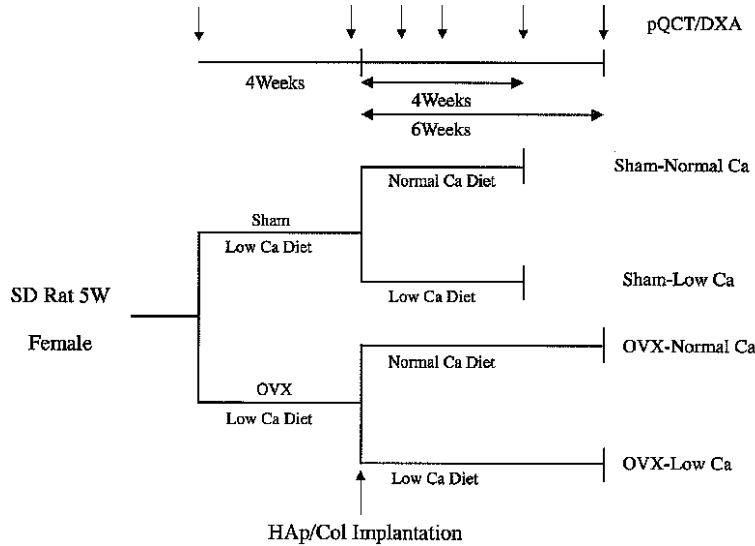 pQCT/DXA
4Weeks
4Weeks
6Weeks
Normal Ca Diet
Sham-Normal Ca
Sham
Low Ca Diet
Low Ca Diet
Sham-Low Ca
SD Rat 5W
Female
Normal Ca Diet
OVX-Normal Ca
OVX
Low Ca Diet
Low Ca Diet
OVX-Low Ca
HAp/Col Implantation